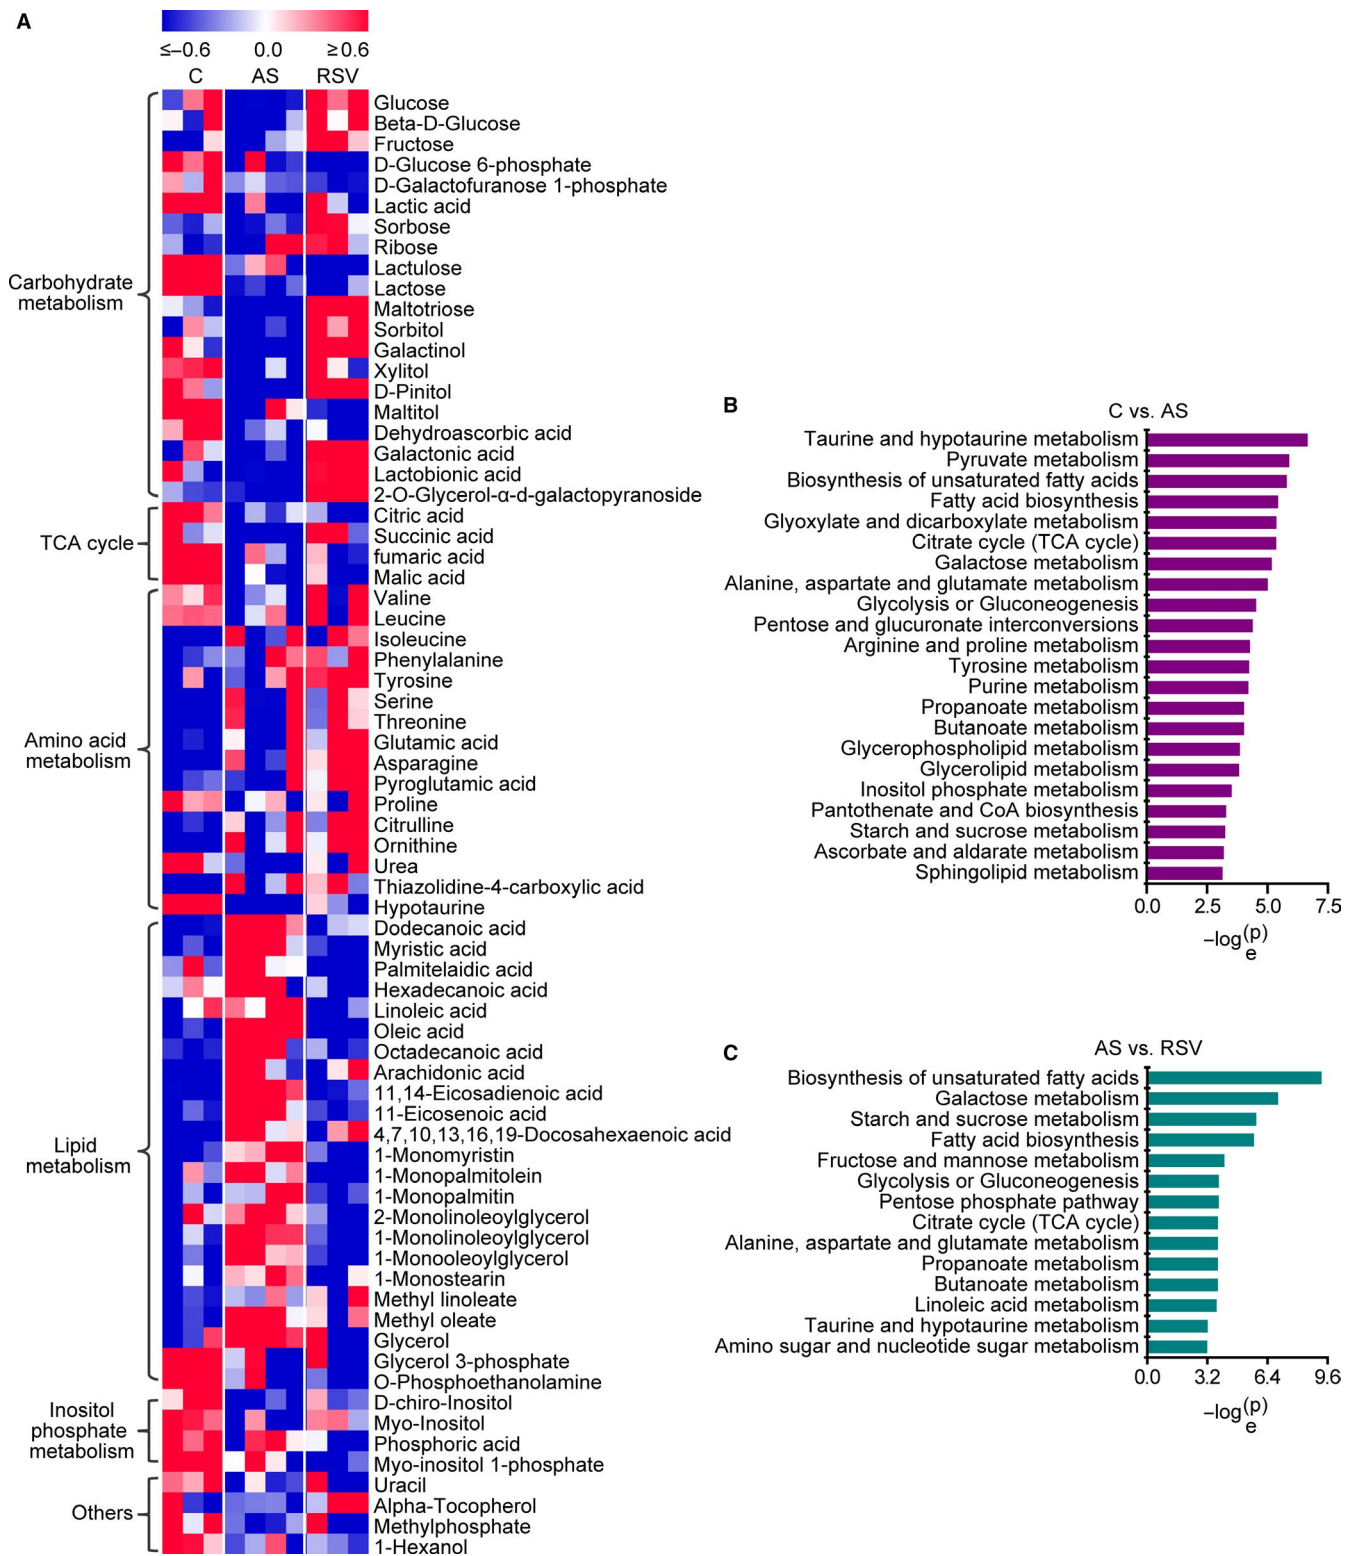 A
≤–0.6 0.0 ≥0.6
C AS RSV
Glucose
Beta-D-Glucose
Fructose
D-Glucose 6-phosphate
D-Galactofuranose 1-phosphate
Lactic acid
Sorbose
Ribose
Lactulose
Lactose
Maltotriose
Sorbitol
Galactinol
Xylitol
D-Pinitol
Maltitol
Dehydroascorbic acid
Galactonic acid
Lactobionic acid
2-O-Glycerol-α-d-galactopyranoside
Carbohydrate
metabolism
Citric acid
Succinic acid
fumaric acid
Malic acid
TCA cycle
Valine
Leucine
Isoleucine
Phenylalanine
Tyrosine
Serine
Threonine
Glutamic acid
Asparagine
Pyroglutamic acid
Proline
Citrulline
Ornithine
Urea
Thiazolidine-4-carboxylic acid
Hypotaurine
Amino acid
metabolism
Dodecanoic acid
Myristic acid
Palmitelaidic acid
Hexadecanoic acid
Linoleic acid
Oleic acid
Octadecanoic acid
Arachidonic acid
11,14-Eicosadienoic acid
11-Eicosenoic acid
4,7,10,13,16,19-Docosahexaenoic acid
1-Monomyristin
1-Monopalmitolein
1-Monopalmitin
2-Monolinoleoylglycerol
1-Monolinoleoylglycerol
1-Monooleoylglycerol
1-Monostearin
Methyl linoleate
Methyl oleate
Glycerol
Glycerol 3-phosphate
O-Phosphoethanolamine
Lipid
metabolism
D-chiro-Inositol
Myo-Inositol
Phosphoric acid
Myo-inositol 1-phosphate
Inositol
phosphate
metabolism
Uracil
Alpha-Tocopherol
Methylphosphate
1-Hexanol
Others
B
C vs. AS
Taurine and hypotaurine metabolism
Pyruvate metabolism
Biosynthesis of unsaturated fatty acids
Fatty acid biosynthesis
Glyoxylate and dicarboxylate metabolism
Citrate cycle (TCA cycle)
Galactose metabolism
Alanine, aspartate and glutamate metabolism
Glycolysis or Gluconeogenesis
Pentose and glucuronate interconversions
Arginine and proline metabolism
Tyrosine metabolism
Purine metabolism
Propanoate metabolism
Butanoate metabolism
Glycerophospholipid metabolism
Glycerolipid metabolism
Inositol phosphate metabolism
Pantothenate and CoA biosynthesis
Starch and sucrose metabolism
Ascorbate and aldarate metabolism
Sphingolipid metabolism
0.0 2.5 5.0 7.5
–log e (p)
C
AS vs. RSV
Biosynthesis of unsaturated fatty acids
Galactose metabolism
Starch and sucrose metabolism
Fatty acid biosynthesis
Fructose and mannose metabolism
Glycolysis or Gluconeogenesis
Pentose phosphate pathway
Citrate cycle (TCA cycle)
Alanine, aspartate and glutamate metabolism
Propanoate metabolism
Butanoate metabolism
Linoleic acid metabolism
Taurine and hypotaurine metabolism
Amino sugar and nucleotide sugar metabolism
0.0 3.2 6.4 9.6
–log e (p)